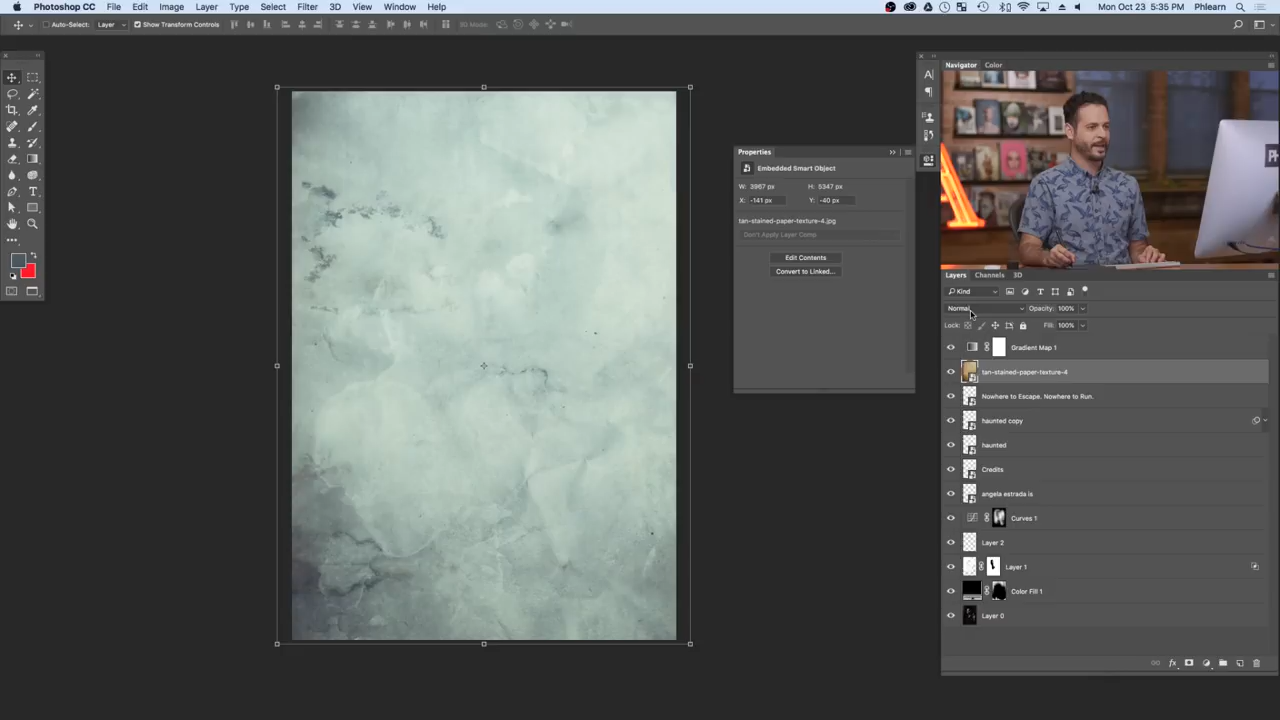 Photoshop CC File Edit Image Layer Type Select Filter 3D View Window Help Mon Oct 23 5:35 PM Phlearn
Auto-Select: Layer Show Transform Controls 3D Mode:
Navigator Color
Properties
Embedded Smart Object
W: 3967 px H: 5347 px
X: -141 px Y: -40 px
tan-stained-paper-texture-4.jpg
Don't Apply Layer Comp
Edit Contents
Convert to Linked...
Layers Channels 3D
Kind
Normal Opacity: 100%
Lock: Fill: 100%
Gradient Map 1
tan-stained-paper-texture-4
Nowhere to Escape. Nowhere to Run.
haunted copy
haunted
Credits
angela estrada is
Curves 1
Layer 2
Layer 1
Color Fill 1
Layer 0